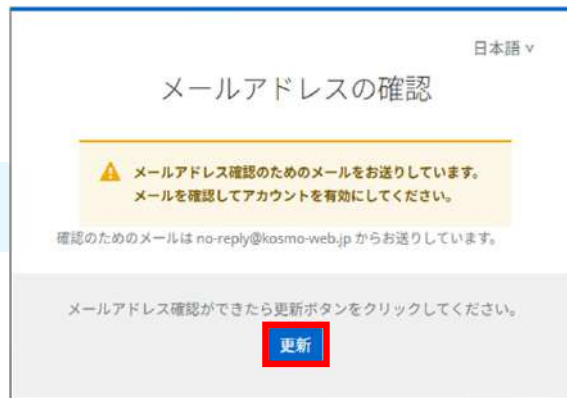 日本語 ∨
メールアドレスの確認
メールアドレス確認のためのメールをお送りしています。
メールを確認してアカウントを有効にしてください。
確認のためのメールは no-reply@kosmo-web.jp からお送りしています。
メールアドレス確認ができたら更新ボタンをクリックしてください。
更新